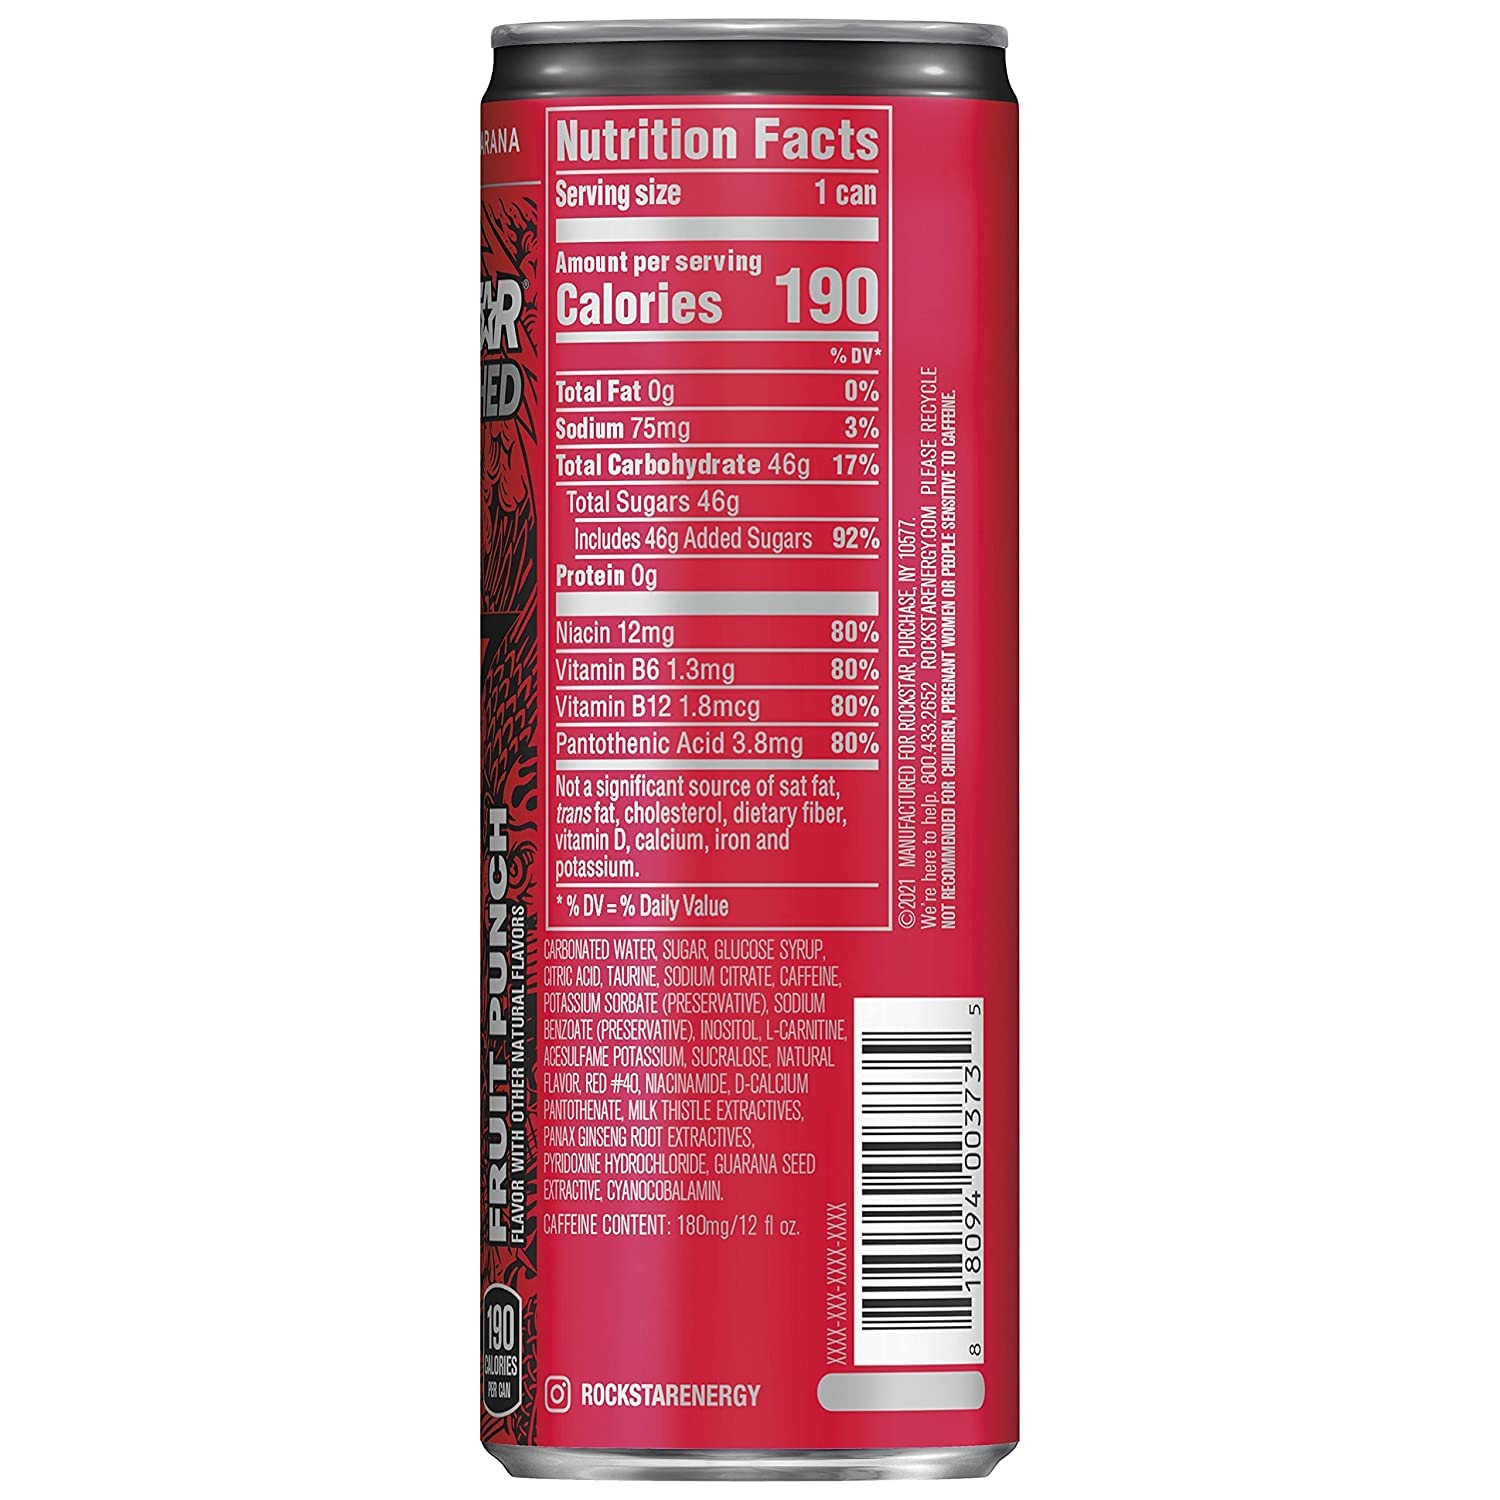 ARANA
AR®
HED
FRUIT PUNCH
FLAVOR WITH OTHER NATURAL FLAVORS
190
CALORIES
PER CAN
Nutrition Facts
Serving size 1 can
Amount per serving
Calories 190
% DV*
Total Fat 0g 0%
Sodium 75mg 3%
Total Carbohydrate 46g 17%
Total Sugars 46g
Includes 46g Added Sugars 92%
Protein 0g
Niacin 12mg 80%
Vitamin B6 1.3mg 80%
Vitamin B12 1.8mcg 80%
Pantothenic Acid 3.8mg 80%
Not a significant source of sat fat,
trans fat, cholesterol, dietary fiber,
vitamin D, calcium, iron and
potassium.
* % DV = % Daily Value
CARBONATED WATER, SUGAR, GLUCOSE SYRUP,
CITRIC ACID, TAURINE, SODIUM CITRATE, CAFFEINE,
POTASSIUM SORBATE (PRESERVATIVE), SODIUM
BENZOATE (PRESERVATIVE), INOSITOL, L-CARNITINE,
ACESULFAME POTASSIUM, SUCRALOSE, NATURAL
FLAVOR, RED #40, NIACINAMIDE, D-CALCIUM
PANTOTHENATE, MILK THISTLE EXTRACTIVES,
PANAX GINSENG ROOT EXTRACTIVES,
PYRIDOXINE HYDROCHLORIDE, GUARANA SEED
EXTRACTIVE, CYANOCOBALAMIN.
CAFFEINE CONTENT: 180mg/12 fl oz.
ROCKSTARENERGY
©2021 MANUFACTURED FOR ROCKSTAR, PURCHASE, NY 10577.
We're here to help. 800.433.2652 ROCKSTARENERGY.COM PLEASE RECYCLE
NOT RECOMMENDED FOR CHILDREN, PREGNANT WOMEN OR PEOPLE SENSITIVE TO CAFFEINE.
XXXX-XXX-XXXX-XXXX
8 18094 00373 5